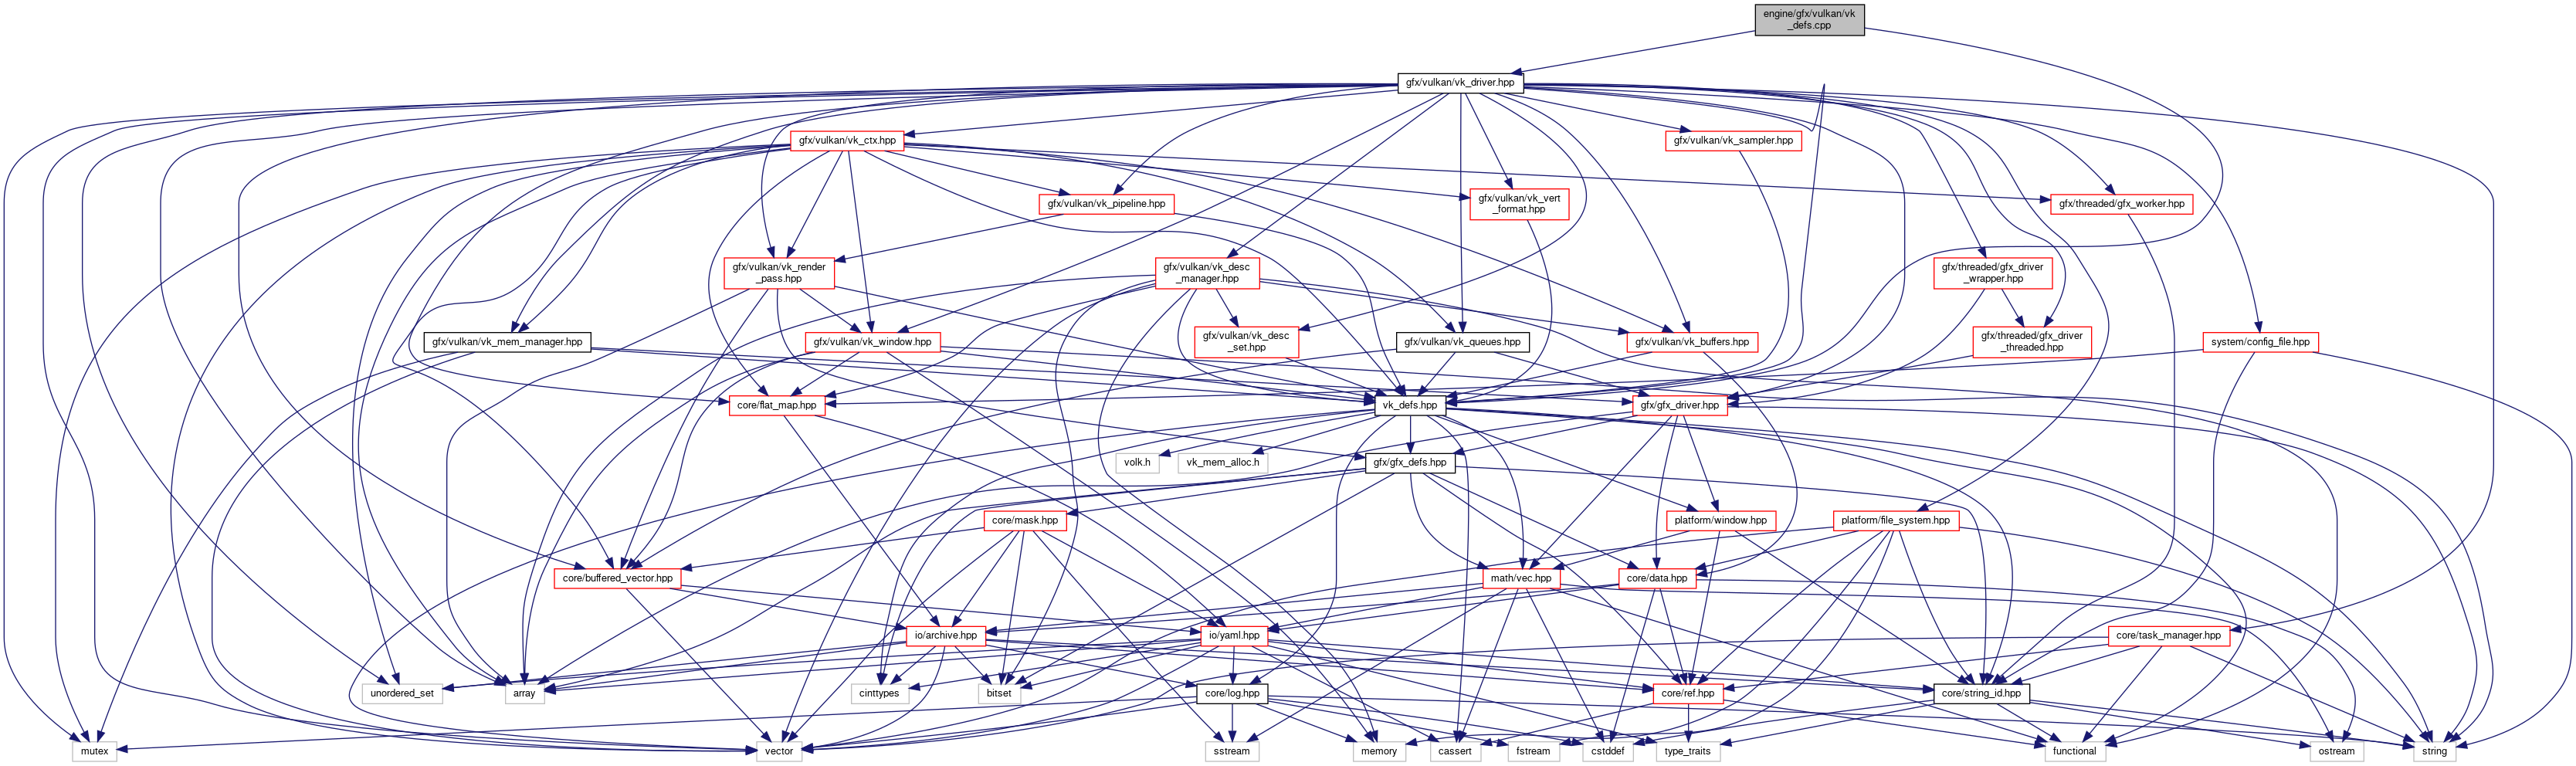 engine/gfx/vulkan/vk
_defs.cpp
gfx/vulkan/vk_driver.hpp
gfx/vulkan/vk_ctx.hpp
gfx/vulkan/vk_sampler.hpp
gfx/vulkan/vk_pipeline.hpp
gfx/vulkan/vk_vert
_format.hpp
gfx/threaded/gfx_worker.hpp
gfx/vulkan/vk_render
_pass.hpp
gfx/vulkan/vk_desc
_manager.hpp
gfx/threaded/gfx_driver
_wrapper.hpp
gfx/vulkan/vk_mem_manager.hpp
gfx/vulkan/vk_window.hpp
gfx/vulkan/vk_desc
_set.hpp
gfx/vulkan/vk_queues.hpp
gfx/vulkan/vk_buffers.hpp
gfx/threaded/gfx_driver
_threaded.hpp
system/config_file.hpp
core/flat_map.hpp
vk_defs.hpp
gfx/gfx_driver.hpp
volk.h
vk_mem_alloc.h
gfx/gfx_defs.hpp
core/mask.hpp
platform/window.hpp
platform/file_system.hpp
core/buffered_vector.hpp
math/vec.hpp
core/data.hpp
io/archive.hpp
io/yaml.hpp
core/task_manager.hpp
unordered_set
array
cinttypes
bitset
core/log.hpp
core/ref.hpp
core/string_id.hpp
mutex
vector
sstream
memory
cassert
fstream
cstddef
type_traits
functional
ostream
string